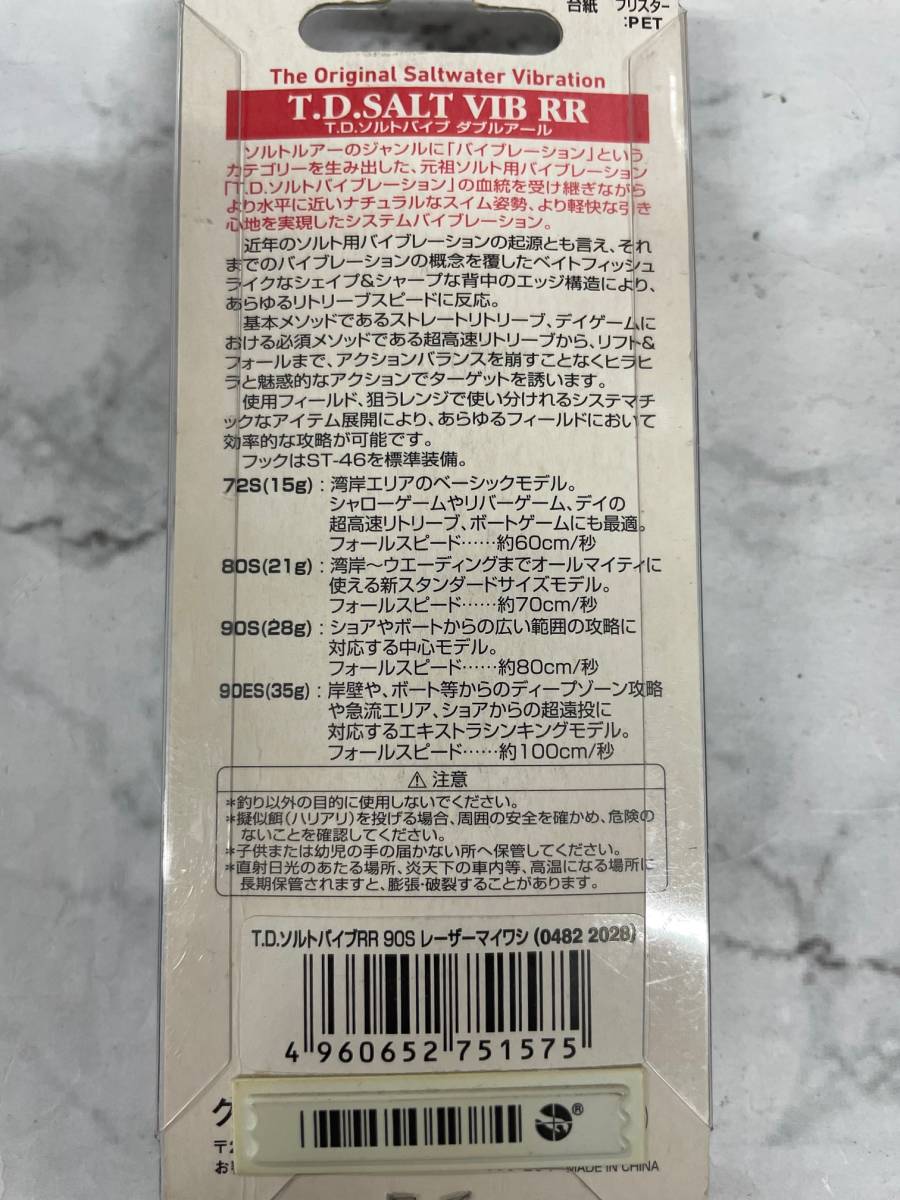 台紙 ブリスター
:PET
The Original Saltwater Vibration
T.D.SALT VIB RR
T.D.ソルトバイブ ダブルアール
ソルトルアーのジャンルに「バイブレーション」という
カテゴリーを生み出した、元祖ソルト用バイブレーション
「T.D.ソルトバイブレーション」の血統を受け継ぎながら
より水平に近いナチュラルなスイム姿勢、より軽快な引き
心地を実現したシステムバイブレーション。
近年のソルト用バイブレーションの起源とも言え、それ
までのバイブレーションの概念を覆したベイトフィッシュ
ライクなシェイプ&シャープな背中のエッジ構造により、
あらゆるリトリーブスピードに反応。
基本メソッドであるストレートリトリーブ、デイゲームに
おける必須メソッドである超高速リトリーブから、リフト&
フォールまで、アクションバランスを崩すことなくヒラヒ
ラと魅惑的なアクションでターゲットを誘います。
使用フィールド、狙うレンジで使い分けれるシステマチ
ックなアイテム展開により、あらゆるフィールドにおいて
効率的な攻略が可能です。
フックはST-46を標準装備。
72S(15g):湾岸エリアのベーシックモデル。
シャローゲームやリバーゲーム、デイの
超高速リトリーブ、ボートゲームにも最適。
フォールスピード……約60cm/秒
80S(21g):湾岸〜ウエーディングまでオールマイティに
使える新スタンダードサイズモデル。
フォールスピード……約70cm/秒
90S(28g):ショアやボートからの広い範囲の攻略に
対応する中心モデル。
フォールスピード……約80cm/秒
90ES(35g):岸壁や、ボート等からのディープゾーン攻略
や急流エリア、ショアからの超遠投に
対応するエキストラシンキングモデル。
フォールスピード……約100cm/秒
⚠注意
*釣り以外の目的に使用しないでください。
*擬似餌(ハリアリ)を投げる場合、周囲の安全を確かめ、危険の
ないことを確認してください。
*子供または幼児の手の届かない所へ保管してください。
*直射日光のあたる場所、炎天下の車内等、高温になる場所に
長期保管されますと、膨張・破裂することがあります。
T.D.ソルトバイブRR 90S レーザーマイワシ (0482 2028)
4 960652 751575
®
〒2
MADE IN CHINA